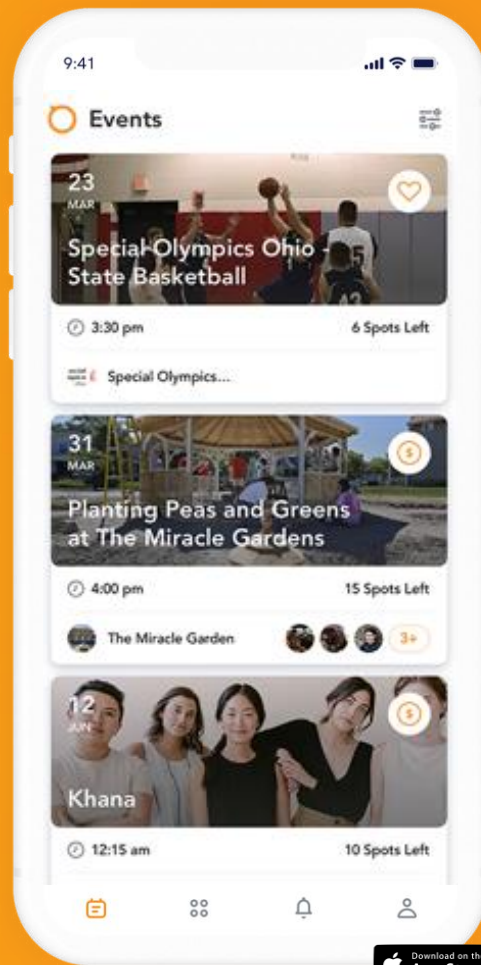 9:41
Events
23
MAR
Special Olympics Ohio -
State Basketball
3:30 pm
6 Spots Left
Special Olympics...
31
MAR
Planting Peas and Greens
at The Miracle Gardens
4:00 pm
15 Spots Left
The Miracle Garden
3+
12
JUN
Khana
12:15 am
10 Spots Left
Download on the